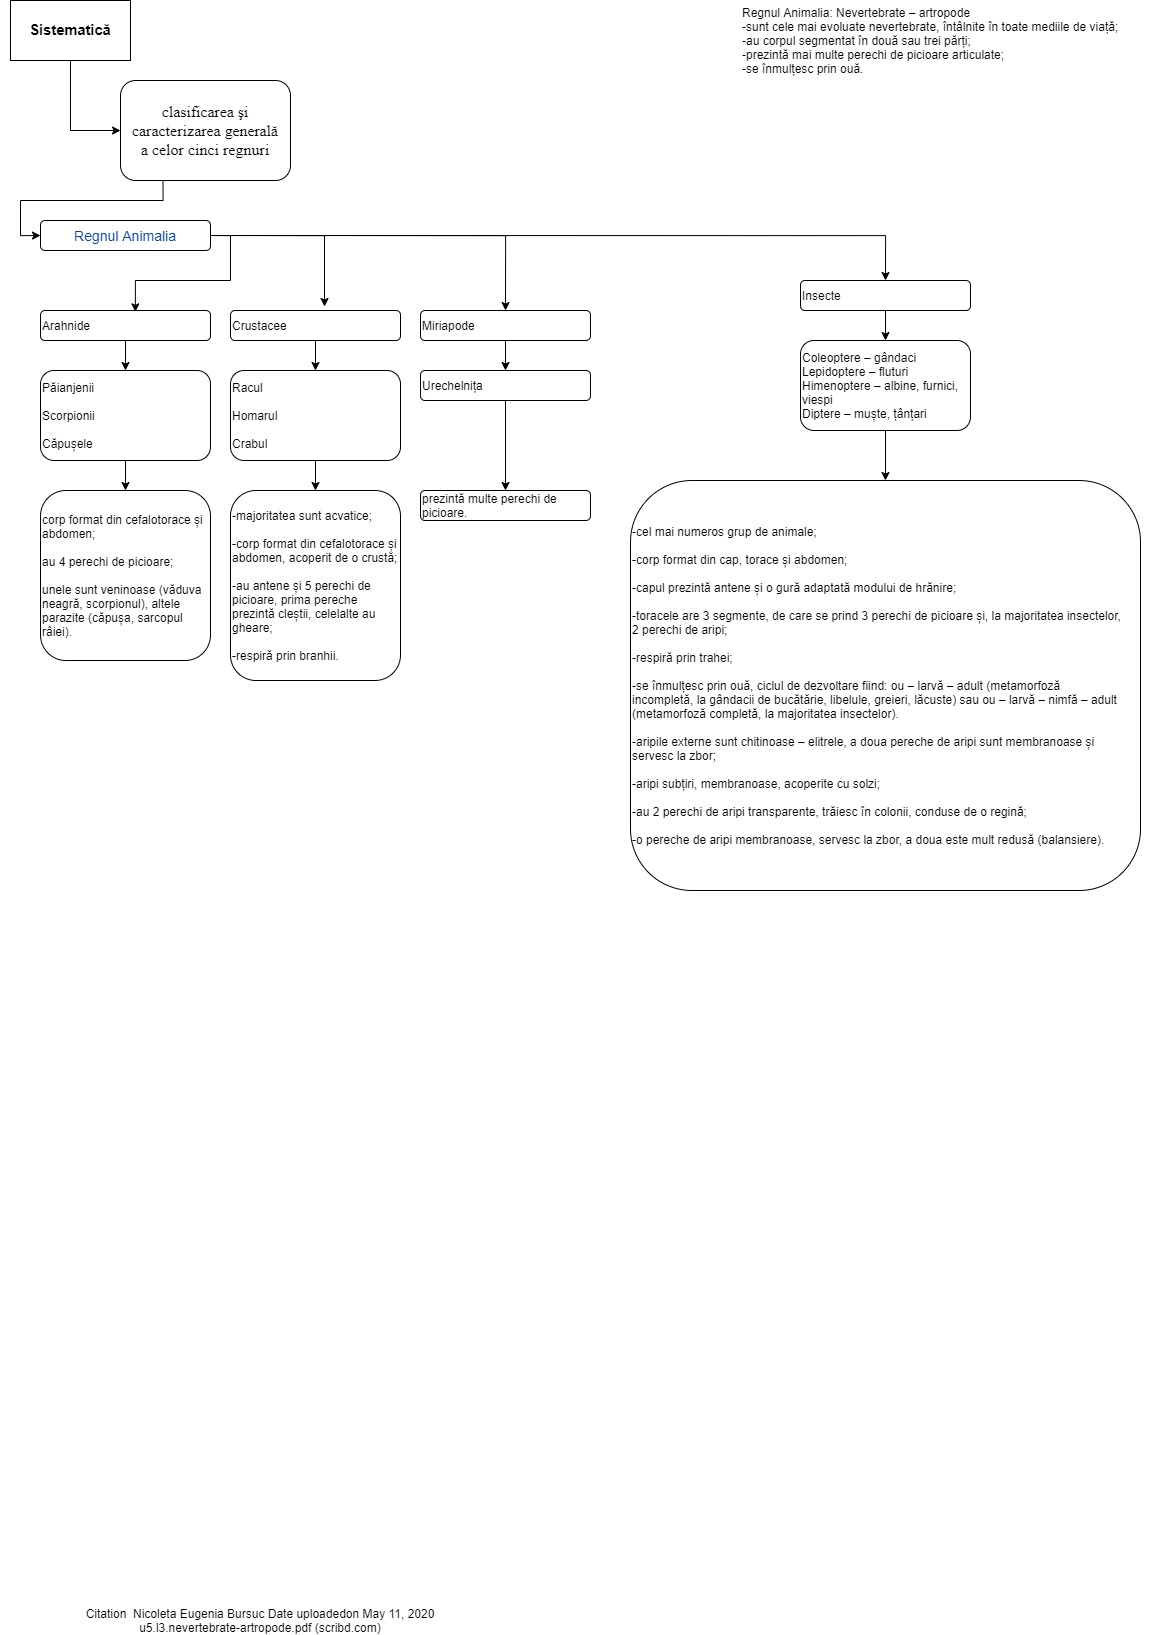 Sistematică
Regnul Animalia: Nevertebrate – artropode
-sunt cele mai evoluate nevertebrate, întâlnite în toate mediile de viață;
-au corpul segmentat în două sau trei părți;
-prezintă mai multe perechi de picioare articulate;
-se înmulțesc prin ouă.
clasificarea şi
caracterizarea generală
a celor cinci regnuri
Regnul Animalia
Arahnide
Păianjenii
Scorpionii
Căpușele
corp format din cefalotorace și
abdomen;
au 4 perechi de picioare;
unele sunt veninoase (văduva
neagră, scorpionul), altele
parazite (căpușa, sarcopul
râiei).
Crustacee
Racul
Homarul
Crabul
-majoritatea sunt acvatice;
-corp format din cefalotorace și
abdomen, acoperit de o crustă;
-au antene și 5 perechi de
picioare, prima pereche
prezintă cleștii, celelalte au
gheare;
-respiră prin branhii.
Miriapode
Urechelnița
prezintă multe perechi de
picioare.
Insecte
Coleoptere – gândaci
Lepidoptere – fluturi
Himenoptere – albine, furnici,
viespi
Diptere – muște, țânțari
-cel mai numeros grup de animale;
-corp format din cap, torace și abdomen;
-capul prezintă antene și o gură adaptată modului de hrănire;
-toracele are 3 segmente, de care se prind 3 perechi de picioare și, la majoritatea insectelor,
2 perechi de aripi;
-respiră prin trahei;
-se înmulțesc prin ouă, ciclul de dezvoltare fiind: ou – larvă – adult (metamorfoză
incompletă, la gândacii de bucătărie, libelule, greieri, lăcuste) sau ou – larvă – nimfă – adult
(metamorfoză completă, la majoritatea insectelor).
-aripile externe sunt chitinoase – elitrele, a doua pereche de aripi sunt membranoase și
servesc la zbor;
-aripi subțiri, membranoase, acoperite cu solzi;
-au 2 perechi de aripi transparente, trăiesc în colonii, conduse de o regină;
-o pereche de aripi membranoase, servesc la zbor, a doua este mult redusă (balansiere).
Citation  Nicoleta Eugenia Bursuc Date uploadedon May 11, 2020
u5.l3.nevertebrate-artropode.pdf (scribd.com)